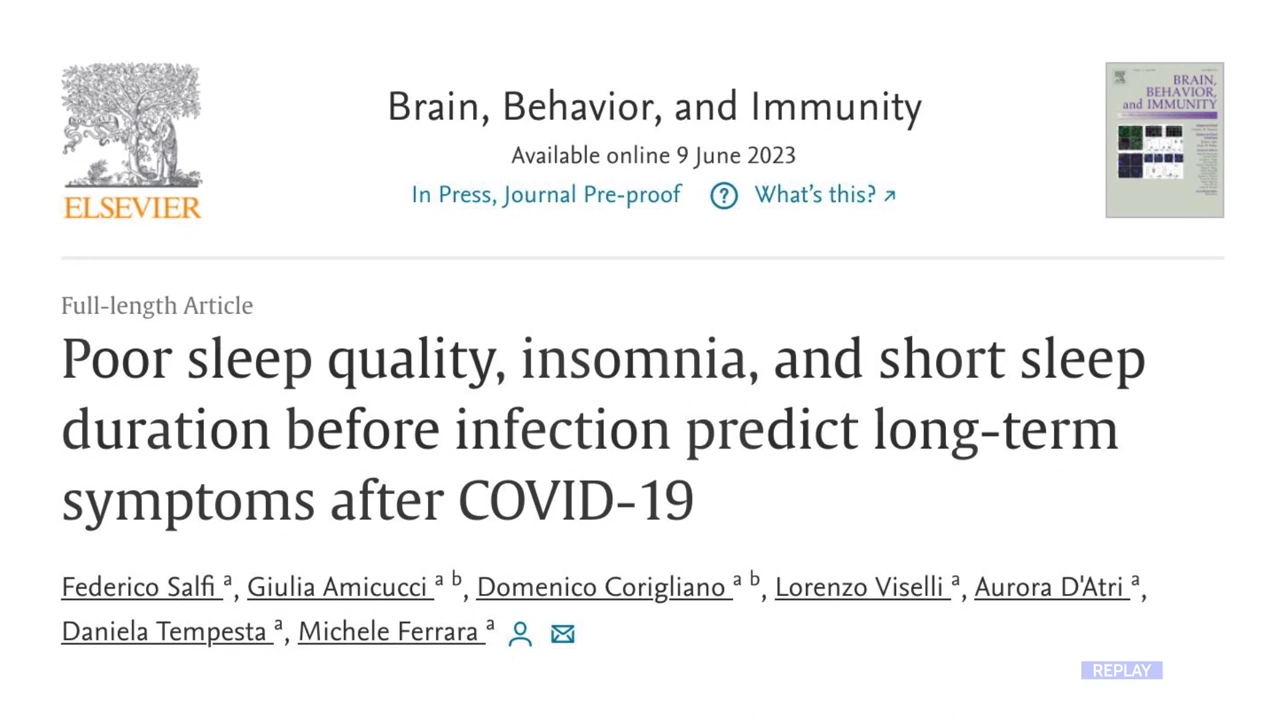 ELSEVIER
Brain, Behavior, and Immunity
Available online 9 June 2023
In Press, Journal Pre-proof ? What's this? ↗
BRAIN,
BEHAVIOR,
and IMMUNITY
Full-length Article
Poor sleep quality, insomnia, and short sleep
duration before infection predict long-term
symptoms after COVID-19
Federico Salfi a, Giulia Amicucci a b, Domenico Corigliano a b, Lorenzo Viselli a, Aurora D'Atri a,
Daniela Tempesta a, Michele Ferrara a
REPLAY